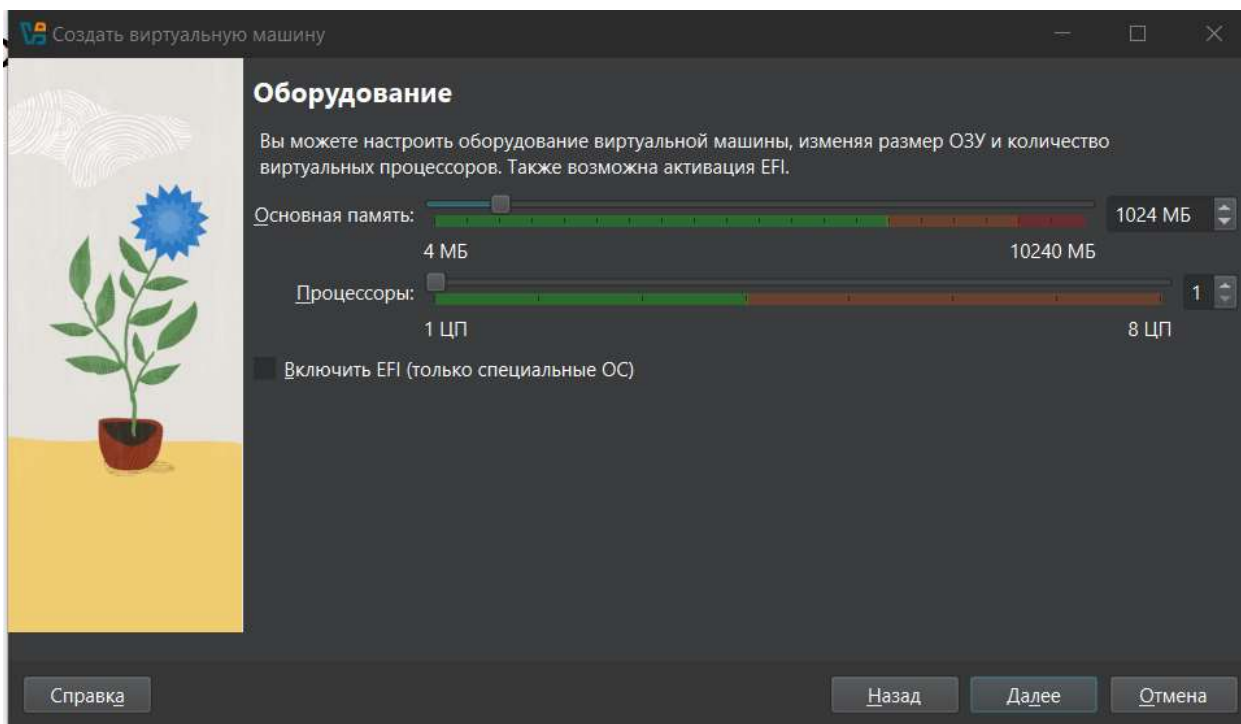 Создать виртуальную машину
Оборудование
Вы можете настроить оборудование виртуальной машины, изменяя размер ОЗУ и количество
виртуальных процессоров. Также возможна активация EFI.
Основная память: 1024 МБ
4 МБ 10240 МБ
Процессоры: 1
1 ЦП 8 ЦП
Включить EFI (только специальные ОС)
Справка Назад Далее Отмена